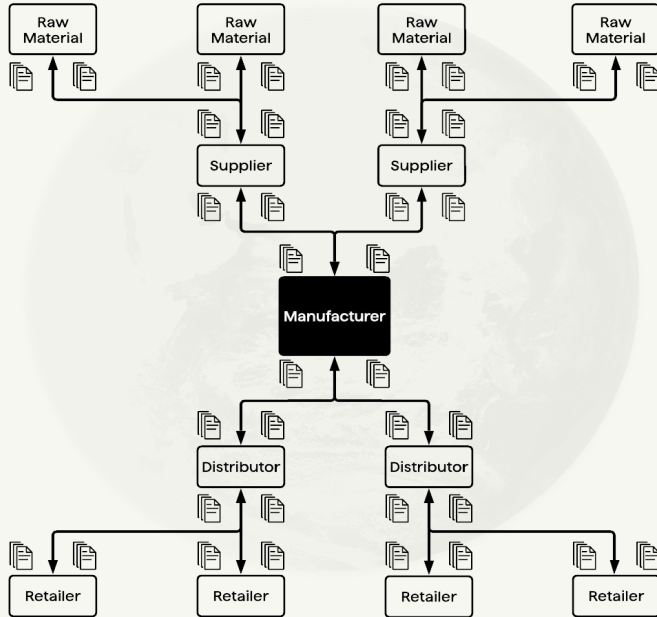 Raw
Material
Raw
Material
Raw
Material
Raw
Material
Supplier
Supplier
Manufacturer
Distributor
Distributor
Retailer
Retailer
Retailer
Retailer